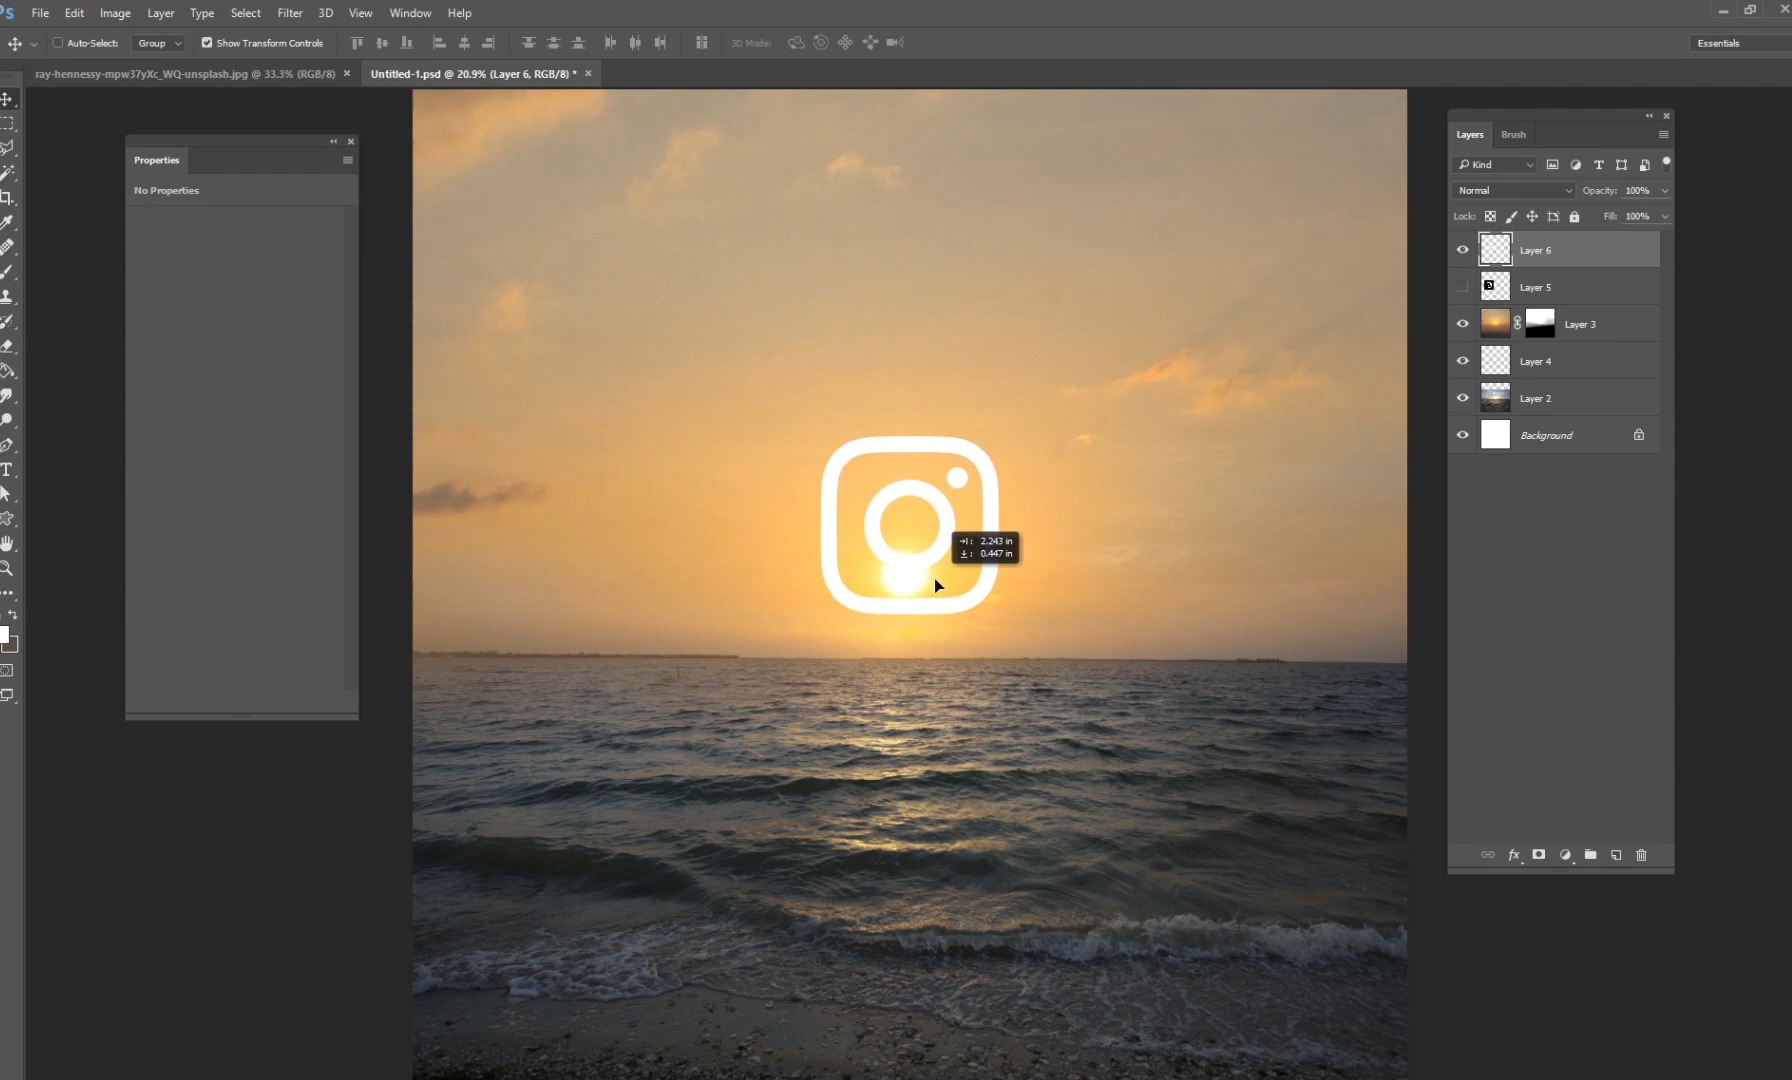 Ps File Edit Image Layer Type Select Filter 3D View Window Help
Auto-Select: Group Show Transform Controls 3D Mode: Essentials
ray-hennessy-mpw37yXc_WQ-unsplash.jpg @ 33.3% (RGB/8) × Untitled-1.psd @ 20.9% (Layer 6, RGB/8) * ×
Properties
No Properties
2.243 in
0.447 in
Layers Brush
Kind
Normal Opacity: 100%
Lock: Fill: 100%
Layer 6
Layer 5
Layer 3
Layer 4
Layer 2
Background
fx